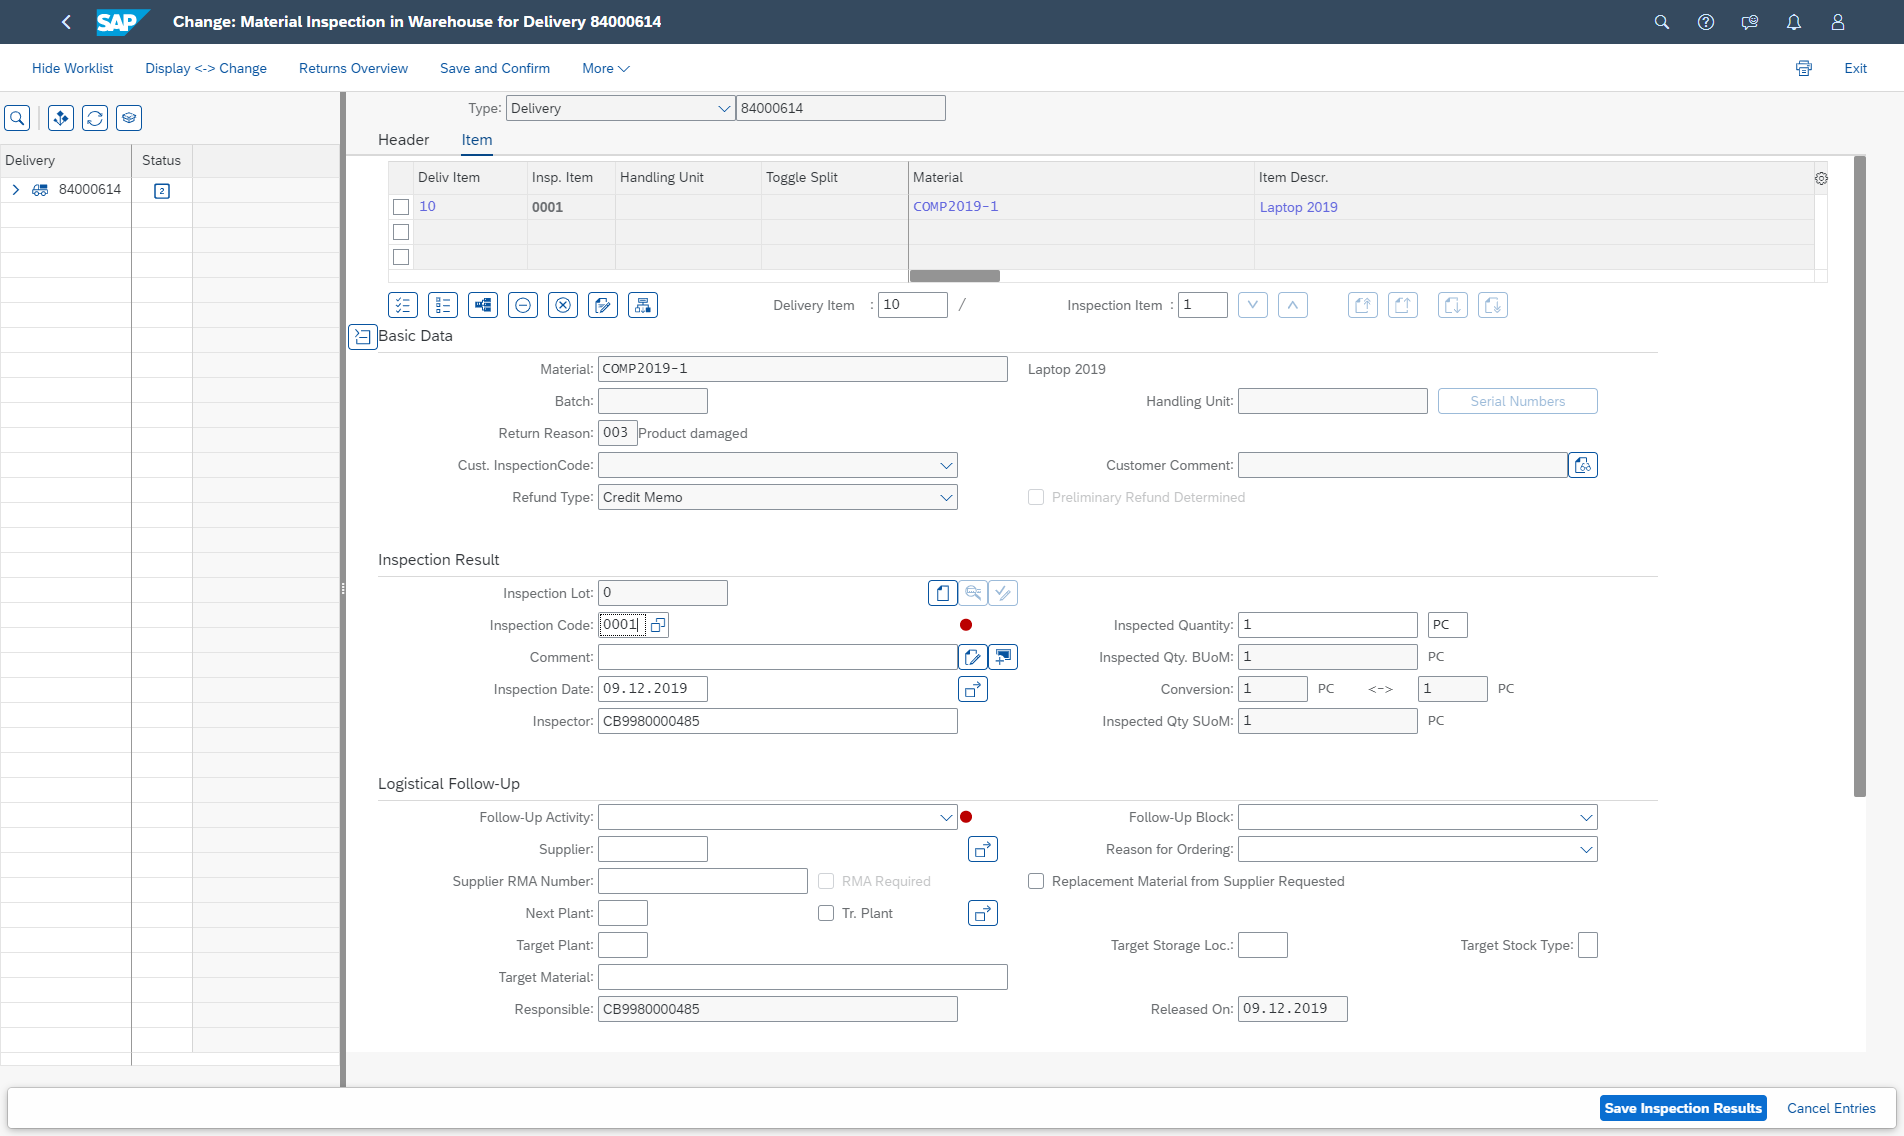 SAP Change: Material Inspection in Warehouse for Delivery 84000614
Hide Worklist Display <-> Change Returns Overview Save and Confirm More Exit
Type: Delivery 84000614
Header Item
Delivery Status
84000614 2
Deliv Item Insp. Item Handling Unit Toggle Split Material Item Descr.
10 0001 COMP2019-1 Laptop 2019
Delivery Item : 10 / Inspection Item : 1
Basic Data
Material: COMP2019-1 Laptop 2019
Batch: Handling Unit: Serial Numbers
Return Reason: 003 Product damaged
Cust. InspectionCode: Customer Comment:
Refund Type: Credit Memo Preliminary Refund Determined
Inspection Result
Inspection Lot: 0
Inspection Code: 0001 Inspected Quantity: 1 PC
Comment: Inspected Qty. BUoM: 1 PC
Inspection Date: 09.12.2019 Conversion: 1 PC <-> 1 PC
Inspector: CB9980000485 Inspected Qty SUoM: 1 PC
Logistical Follow-Up
Follow-Up Activity: Follow-Up Block:
Supplier: Reason for Ordering:
Supplier RMA Number: RMA Required Replacement Material from Supplier Requested
Next Plant: Tr. Plant
Target Plant: Target Storage Loc.: Target Stock Type:
Target Material:
Responsible: CB9980000485 Released On: 09.12.2019
Save Inspection Results Cancel Entries